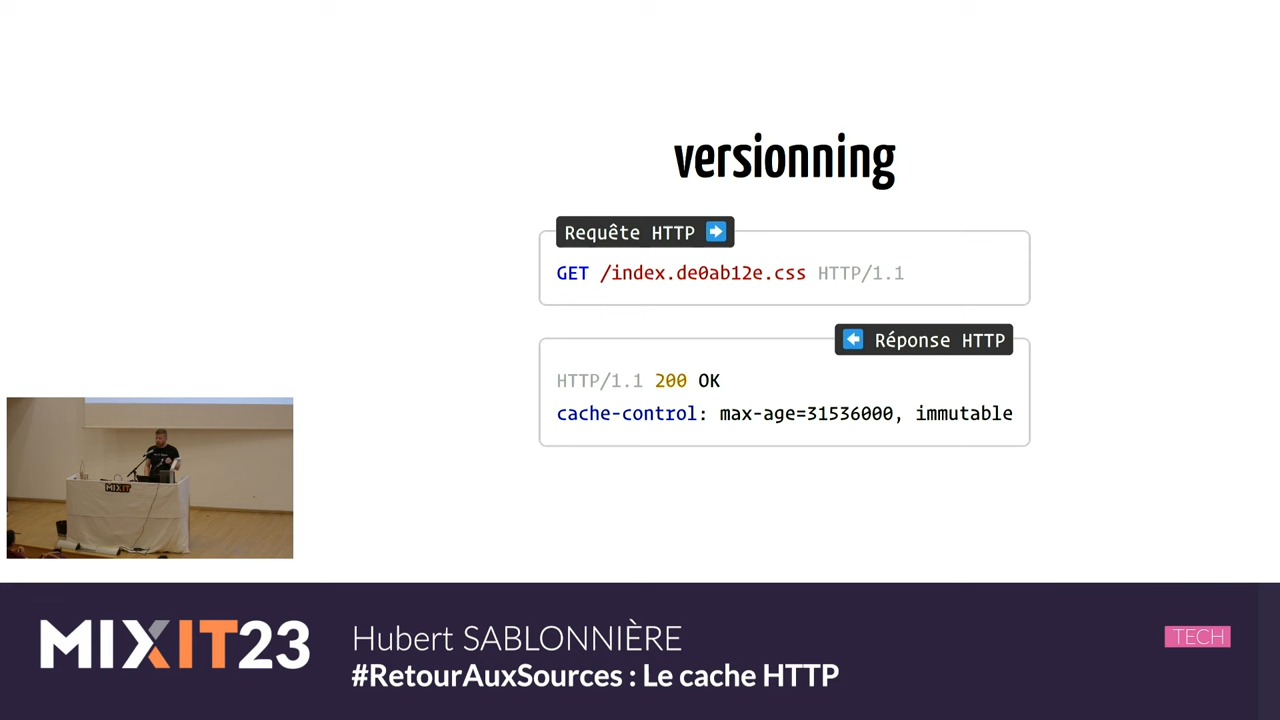 versionning
Requête HTTP ➡️
GET /index.de0ab12e.css HTTP/1.1
⬅️ Réponse HTTP
HTTP/1.1 200 OK
cache-control: max-age=31536000, immutable
MIXIT
MIXIT23
Hubert SABLONNIÈRE
#RetourAuxSources : Le cache HTTP
TECH